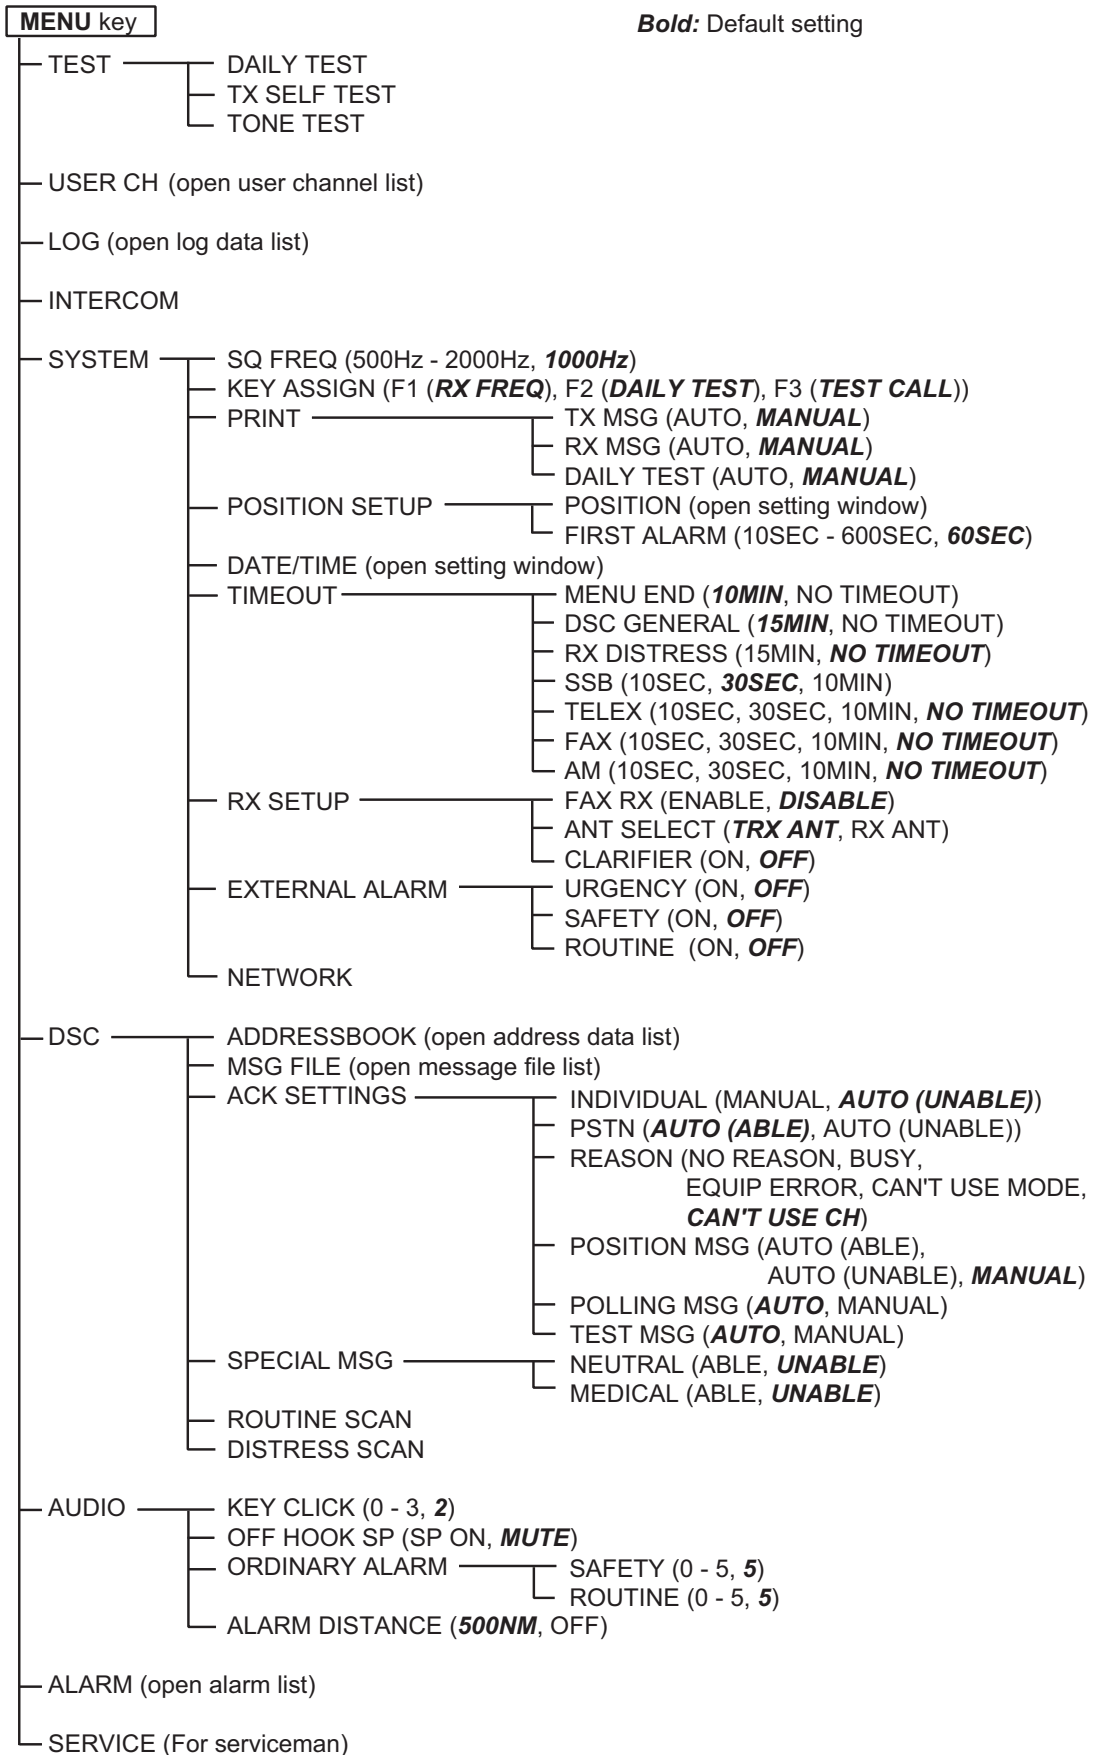 MENU key
Bold: Default setting
TEST
DAILY TEST
TX SELF TEST
TONE TEST
USER CH (open user channel list)
LOG (open log data list)
INTERCOM
SYSTEM
SQ FREQ (500Hz - 2000Hz, 1000Hz)
KEY ASSIGN (F1 (RX FREQ), F2 (DAILY TEST), F3 (TEST CALL))
PRINT
TX MSG (AUTO, MANUAL)
RX MSG (AUTO, MANUAL)
DAILY TEST (AUTO, MANUAL)
POSITION SETUP
POSITION (open setting window)
FIRST ALARM (10SEC - 600SEC, 60SEC)
DATE/TIME (open setting window)
TIMEOUT
MENU END (10MIN, NO TIMEOUT)
DSC GENERAL (15MIN, NO TIMEOUT)
RX DISTRESS (15MIN, NO TIMEOUT)
SSB (10SEC, 30SEC, 10MIN)
TELEX (10SEC, 30SEC, 10MIN, NO TIMEOUT)
FAX (10SEC, 30SEC, 10MIN, NO TIMEOUT)
AM (10SEC, 30SEC, 10MIN, NO TIMEOUT)
RX SETUP
FAX RX (ENABLE, DISABLE)
ANT SELECT (TRX ANT, RX ANT)
CLARIFIER (ON, OFF)
EXTERNAL ALARM
URGENCY (ON, OFF)
SAFETY (ON, OFF)
ROUTINE (ON, OFF)
NETWORK
DSC
ADDRESSBOOK (open address data list)
MSG FILE (open message file list)
ACK SETTINGS
INDIVIDUAL (MANUAL, AUTO (UNABLE))
PSTN (AUTO (ABLE), AUTO (UNABLE))
REASON (NO REASON, BUSY,
EQUIP ERROR, CAN'T USE MODE,
CAN'T USE CH)
POSITION MSG (AUTO (ABLE),
AUTO (UNABLE), MANUAL)
POLLING MSG (AUTO, MANUAL)
TEST MSG (AUTO, MANUAL)
SPECIAL MSG
NEUTRAL (ABLE, UNABLE)
MEDICAL (ABLE, UNABLE)
ROUTINE SCAN
DISTRESS SCAN
AUDIO
KEY CLICK (0 - 3, 2)
OFF HOOK SP (SP ON, MUTE)
ORDINARY ALARM
SAFETY (0 - 5, 5)
ROUTINE (0 - 5, 5)
ALARM DISTANCE (500NM, OFF)
ALARM (open alarm list)
SERVICE (For serviceman)